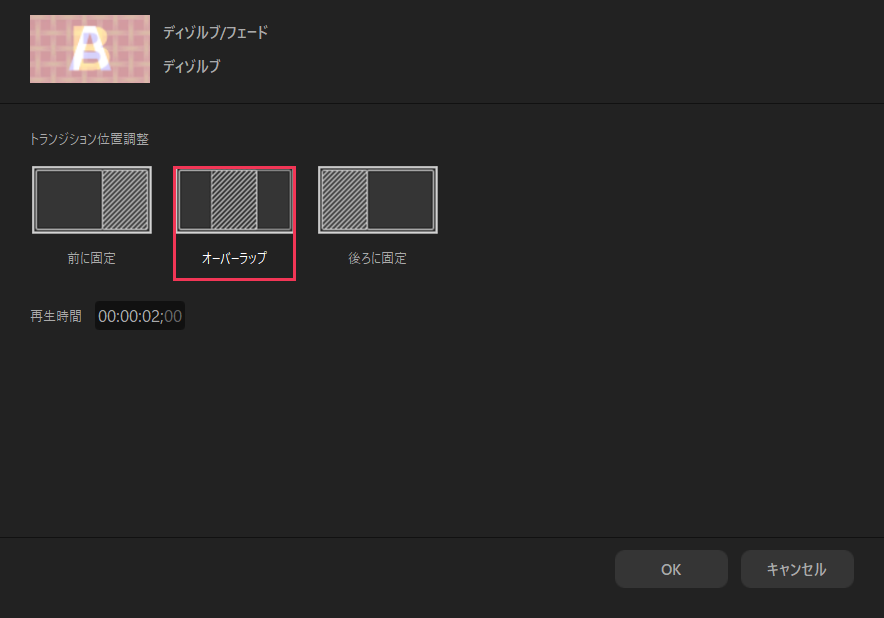 ディゾルブ/フェード
ディゾルブ
トランジション位置調整
前に固定
オーバーラップ
後ろに固定
再生時間 00:00:02;00
OK キャンセル